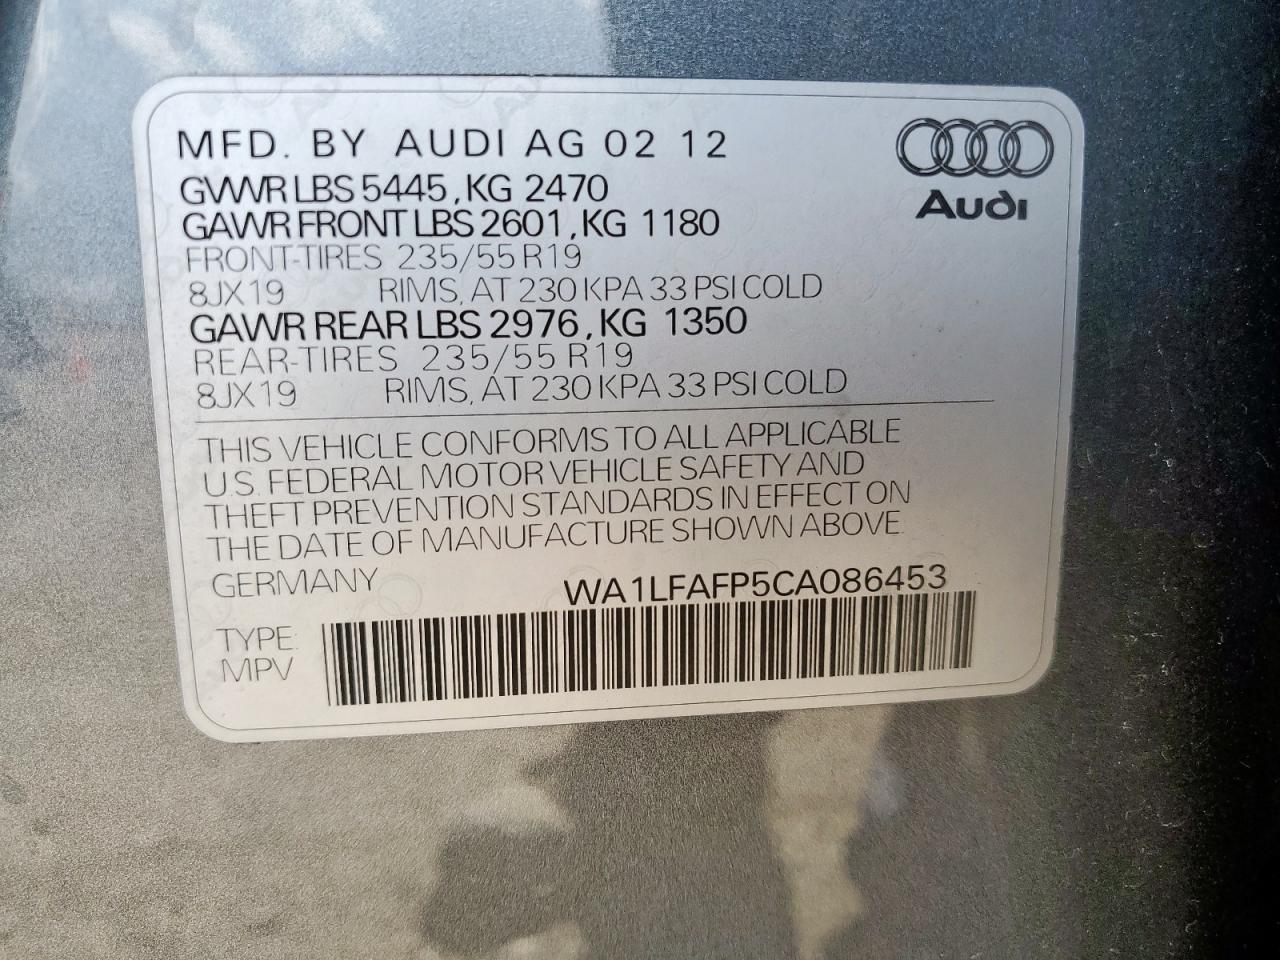 MFD. BY AUDI AG 02 12
GVWR LBS 5445, KG 2470
GAWR FRONT LBS 2601, KG 1180
FRONT-TIRES 235/55 R19
8JX19 RIMS, AT 230 KPA 33 PSI COLD
GAWR REAR LBS 2976, KG 1350
REAR-TIRES 235/55 R19
8JX19 RIMS, AT 230 KPA 33 PSI COLD
Audi
THIS VEHICLE CONFORMS TO ALL APPLICABLE
U.S. FEDERAL MOTOR VEHICLE SAFETY AND
THEFT PREVENTION STANDARDS IN EFFECT ON
THE DATE OF MANUFACTURE SHOWN ABOVE.
GERMANY WA1LFAFP5CA086453
TYPE:
MPV